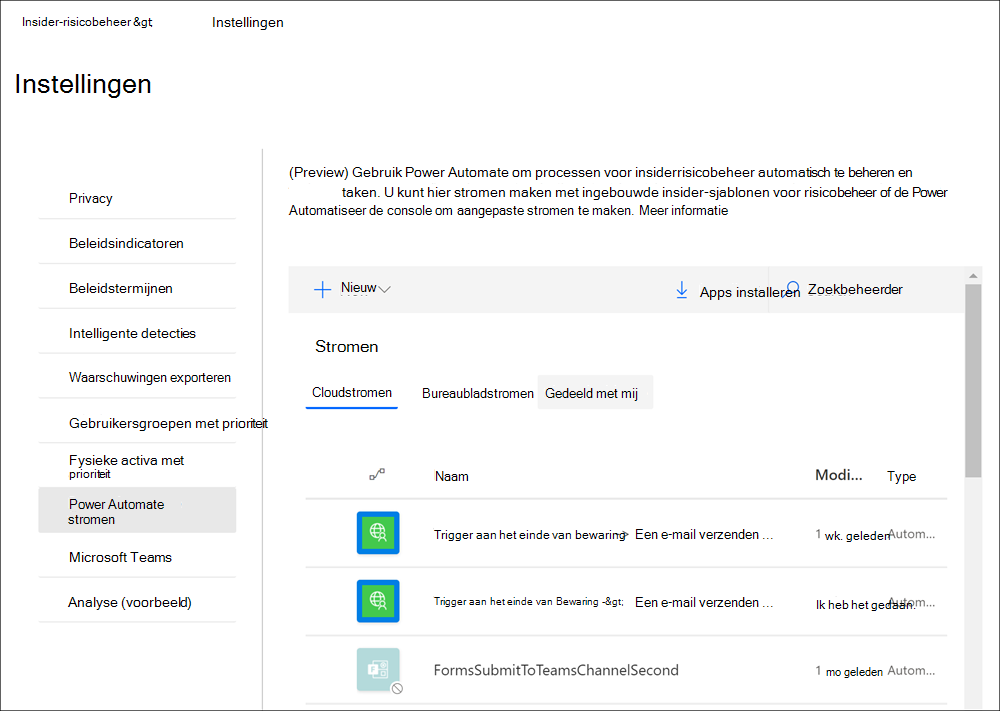 Insider-risicobeheer &gt; Instellingen
Instellingen
Privacy
Beleidsindicatoren
Beleidstermijnen
Intelligente detecties
Waarschuwingen exporteren
Gebruikersgroepen met prioriteit
Fysieke activa met
prioriteit
Power Automate
stromen
Microsoft Teams
Analyse (voorbeeld)
(Preview) Gebruik Power Automate om processen voor insiderrisicobeheer automatisch te beheren en
taken. U kunt hier stromen maken met ingebouwde insider-sjablonen voor risicobeheer of de Power
Automatiseer de console om aangepaste stromen te maken. Meer informatie
Nieuw
Apps installeren
Zoekbeheerder
Stromen
Cloudstromen Bureaubladstromen Gedeeld met mij
Naam Modi... Type
Trigger aan het einde van bewaring-> Een e-mail verzenden ... 1 wk. geleden Autom...
Trigger aan het einde van Bewaring -&gt; Een e-mail verzenden ... Ik heb het gedaan. Autom...
FormsSubmitToTeamsChannelSecond 1 mo geleden Autom...